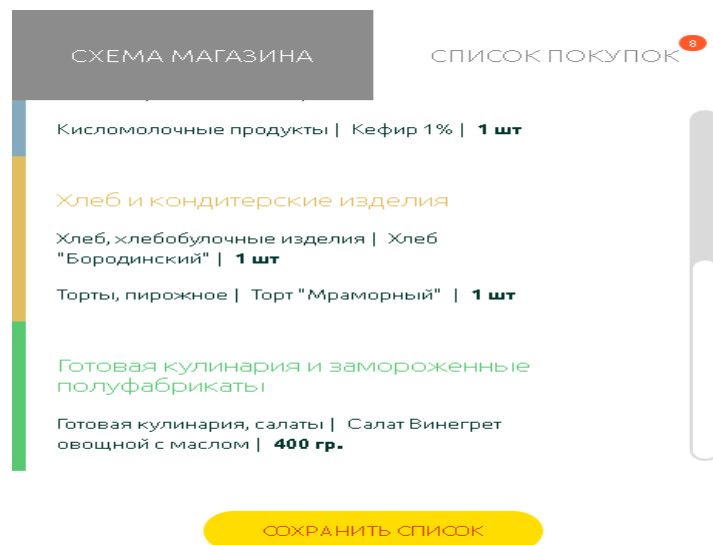 СХЕМА МАГАЗИНА
СПИСОК ПОКУПОК
8
Кисломолочные продукты | Кефир 1% | 1 шт
Хлеб и кондитерские изделия
Хлеб, хлебобулочные изделия | Хлеб
"Бородинский" | 1 шт
Торты, пирожное | Торт "Мраморный" | 1 шт
Готовая кулинария и замороженные
полуфабрикаты
Готовая кулинария, салаты | Салат Винегрет
овощной с маслом | 400 гр.
СОХРАНИТЬ СПИСОК